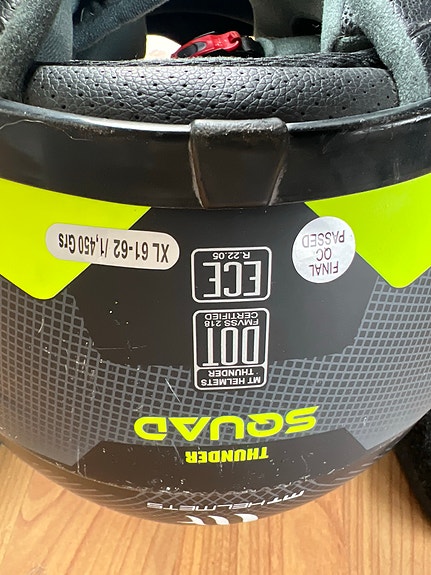 MT HELMETS
THUNDER
SQUAD
MT HELMETS
THUNDER
DOT
FMVSS 218
CERTIFIED
ECE
R.22.05
FINAL
QC
PASSED
XL 61-62 /1,450 Grs